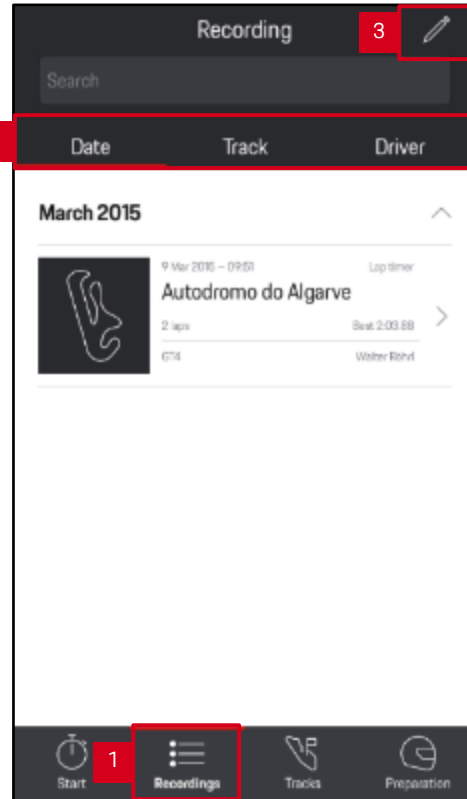 Recording
3
Search
Date Track Driver
March 2015
9 Mar 2015 – 09:51 Lap timer
Autodromo do Algarve
2 laps Best 2:03.88
GT4 Walter Röhrl
1
Start Recordings Tracks Preparation